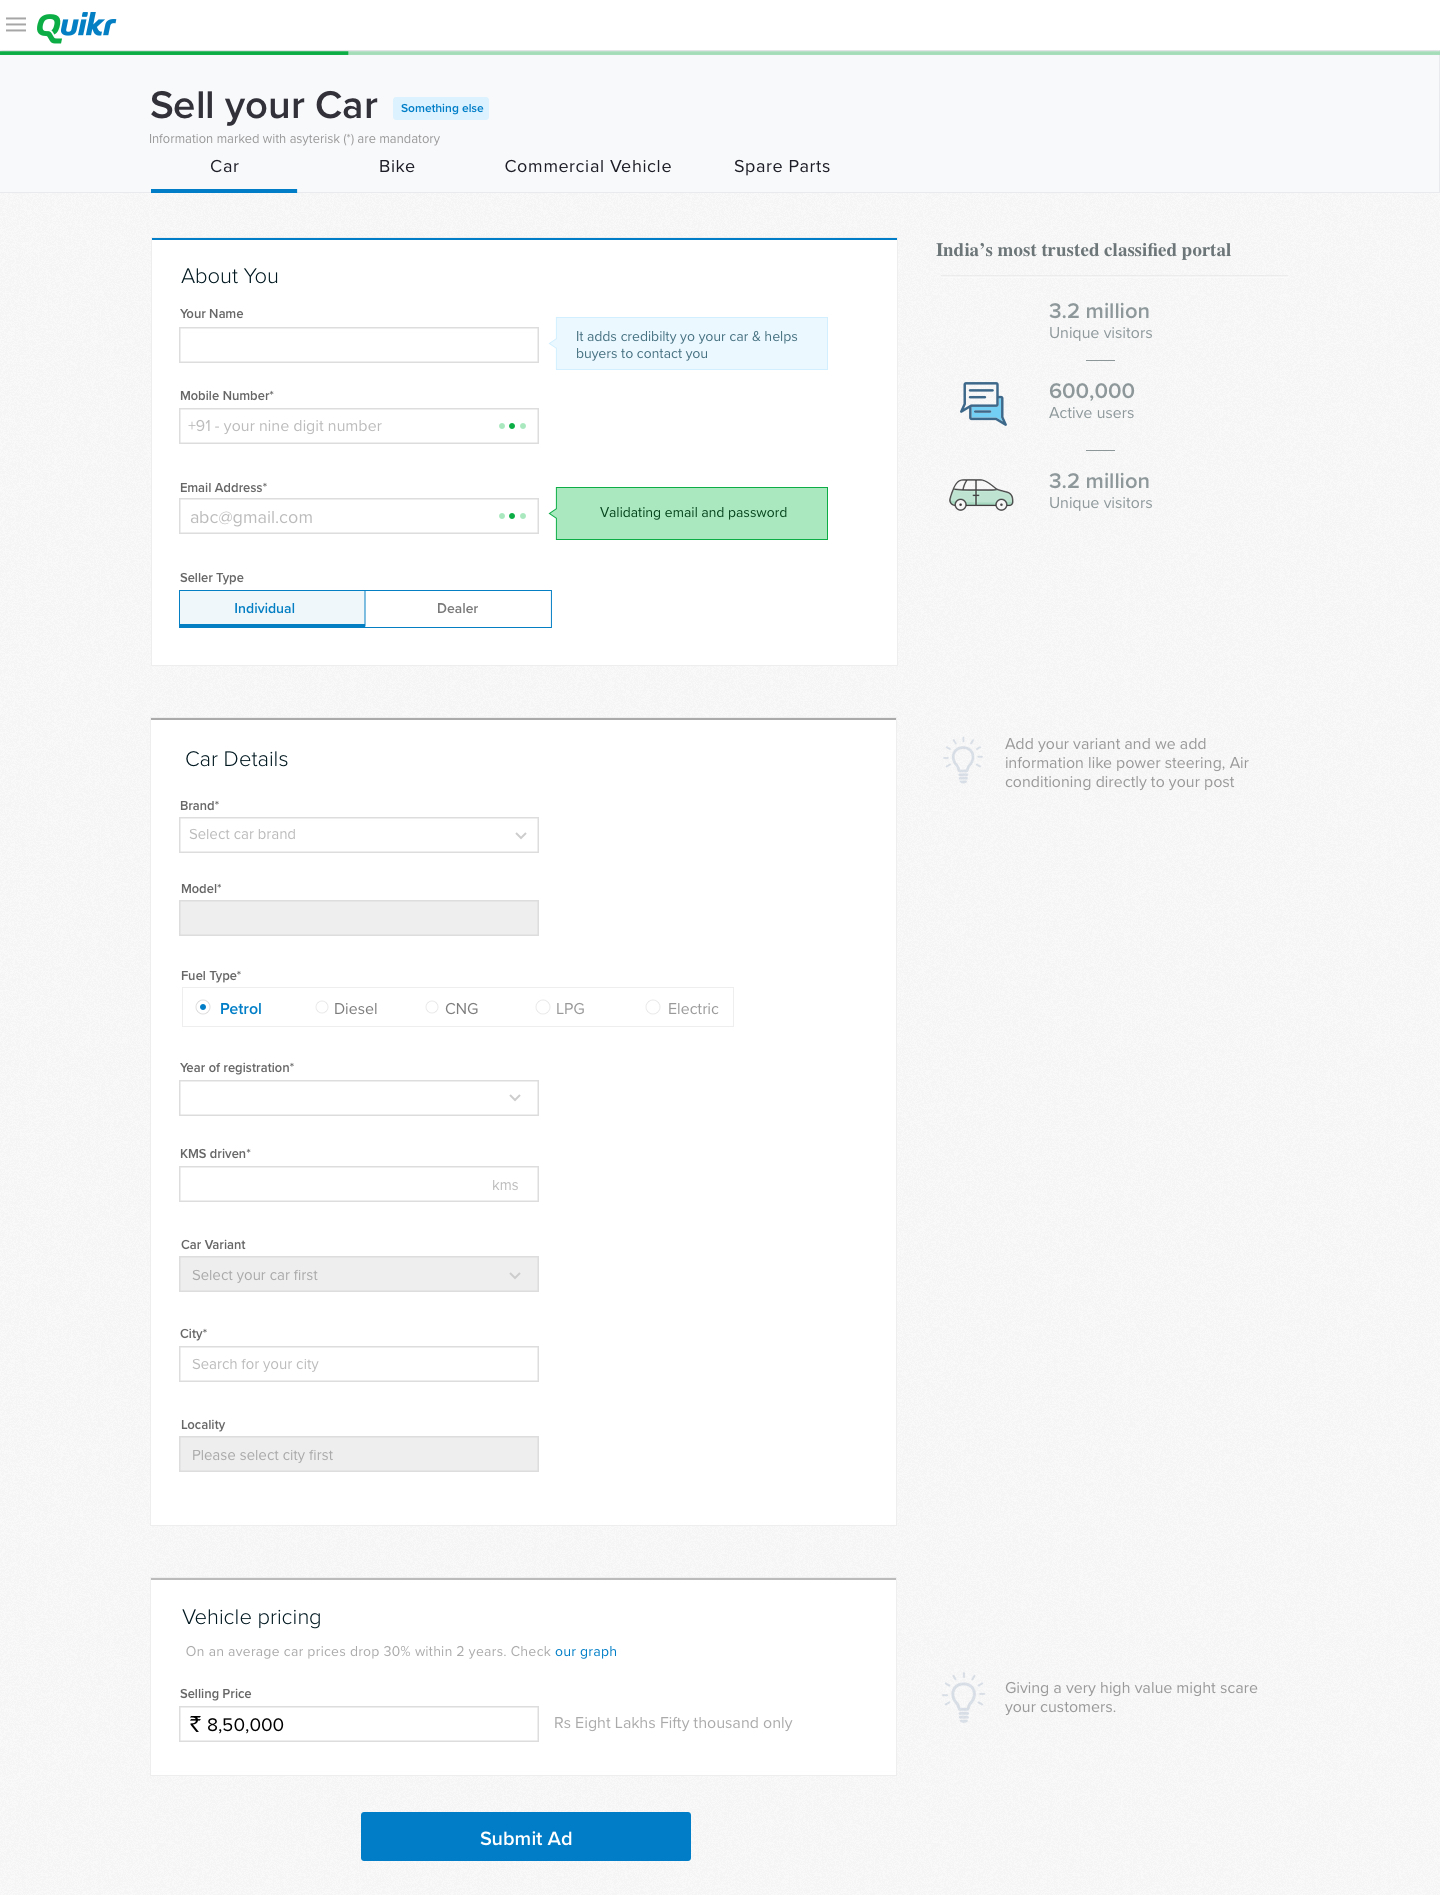 Quikr
Sell your Car
Something else
Information marked with asyterisk (*) are mandatory
Car
Bike
Commercial Vehicle
Spare Parts
About You
Your Name
It adds credibilty yo your car & helps
buyers to contact you
Mobile Number*
+91 - your nine digit number
Email Address*
abc@gmail.com
Validating email and password
Seller Type
Individual
Dealer
India's most trusted classified portal
3.2 million
Unique visitors
600,000
Active users
3.2 million
Unique visitors
Car Details
Brand*
Select car brand
Model*
Fuel Type*
Petrol
Diesel
CNG
LPG
Electric
Year of registration*
KMS driven*
kms
Car Variant
Select your car first
City*
Search for your city
Locality
Please select city first
Add your variant and we add
information like power steering, Air
conditioning directly to your post
Vehicle pricing
On an average car prices drop 30% within 2 years. Check our graph
Selling Price
₹ 8,50,000
Rs Eight Lakhs Fifty thousand only
Giving a very high value might scare
your customers.
Submit Ad